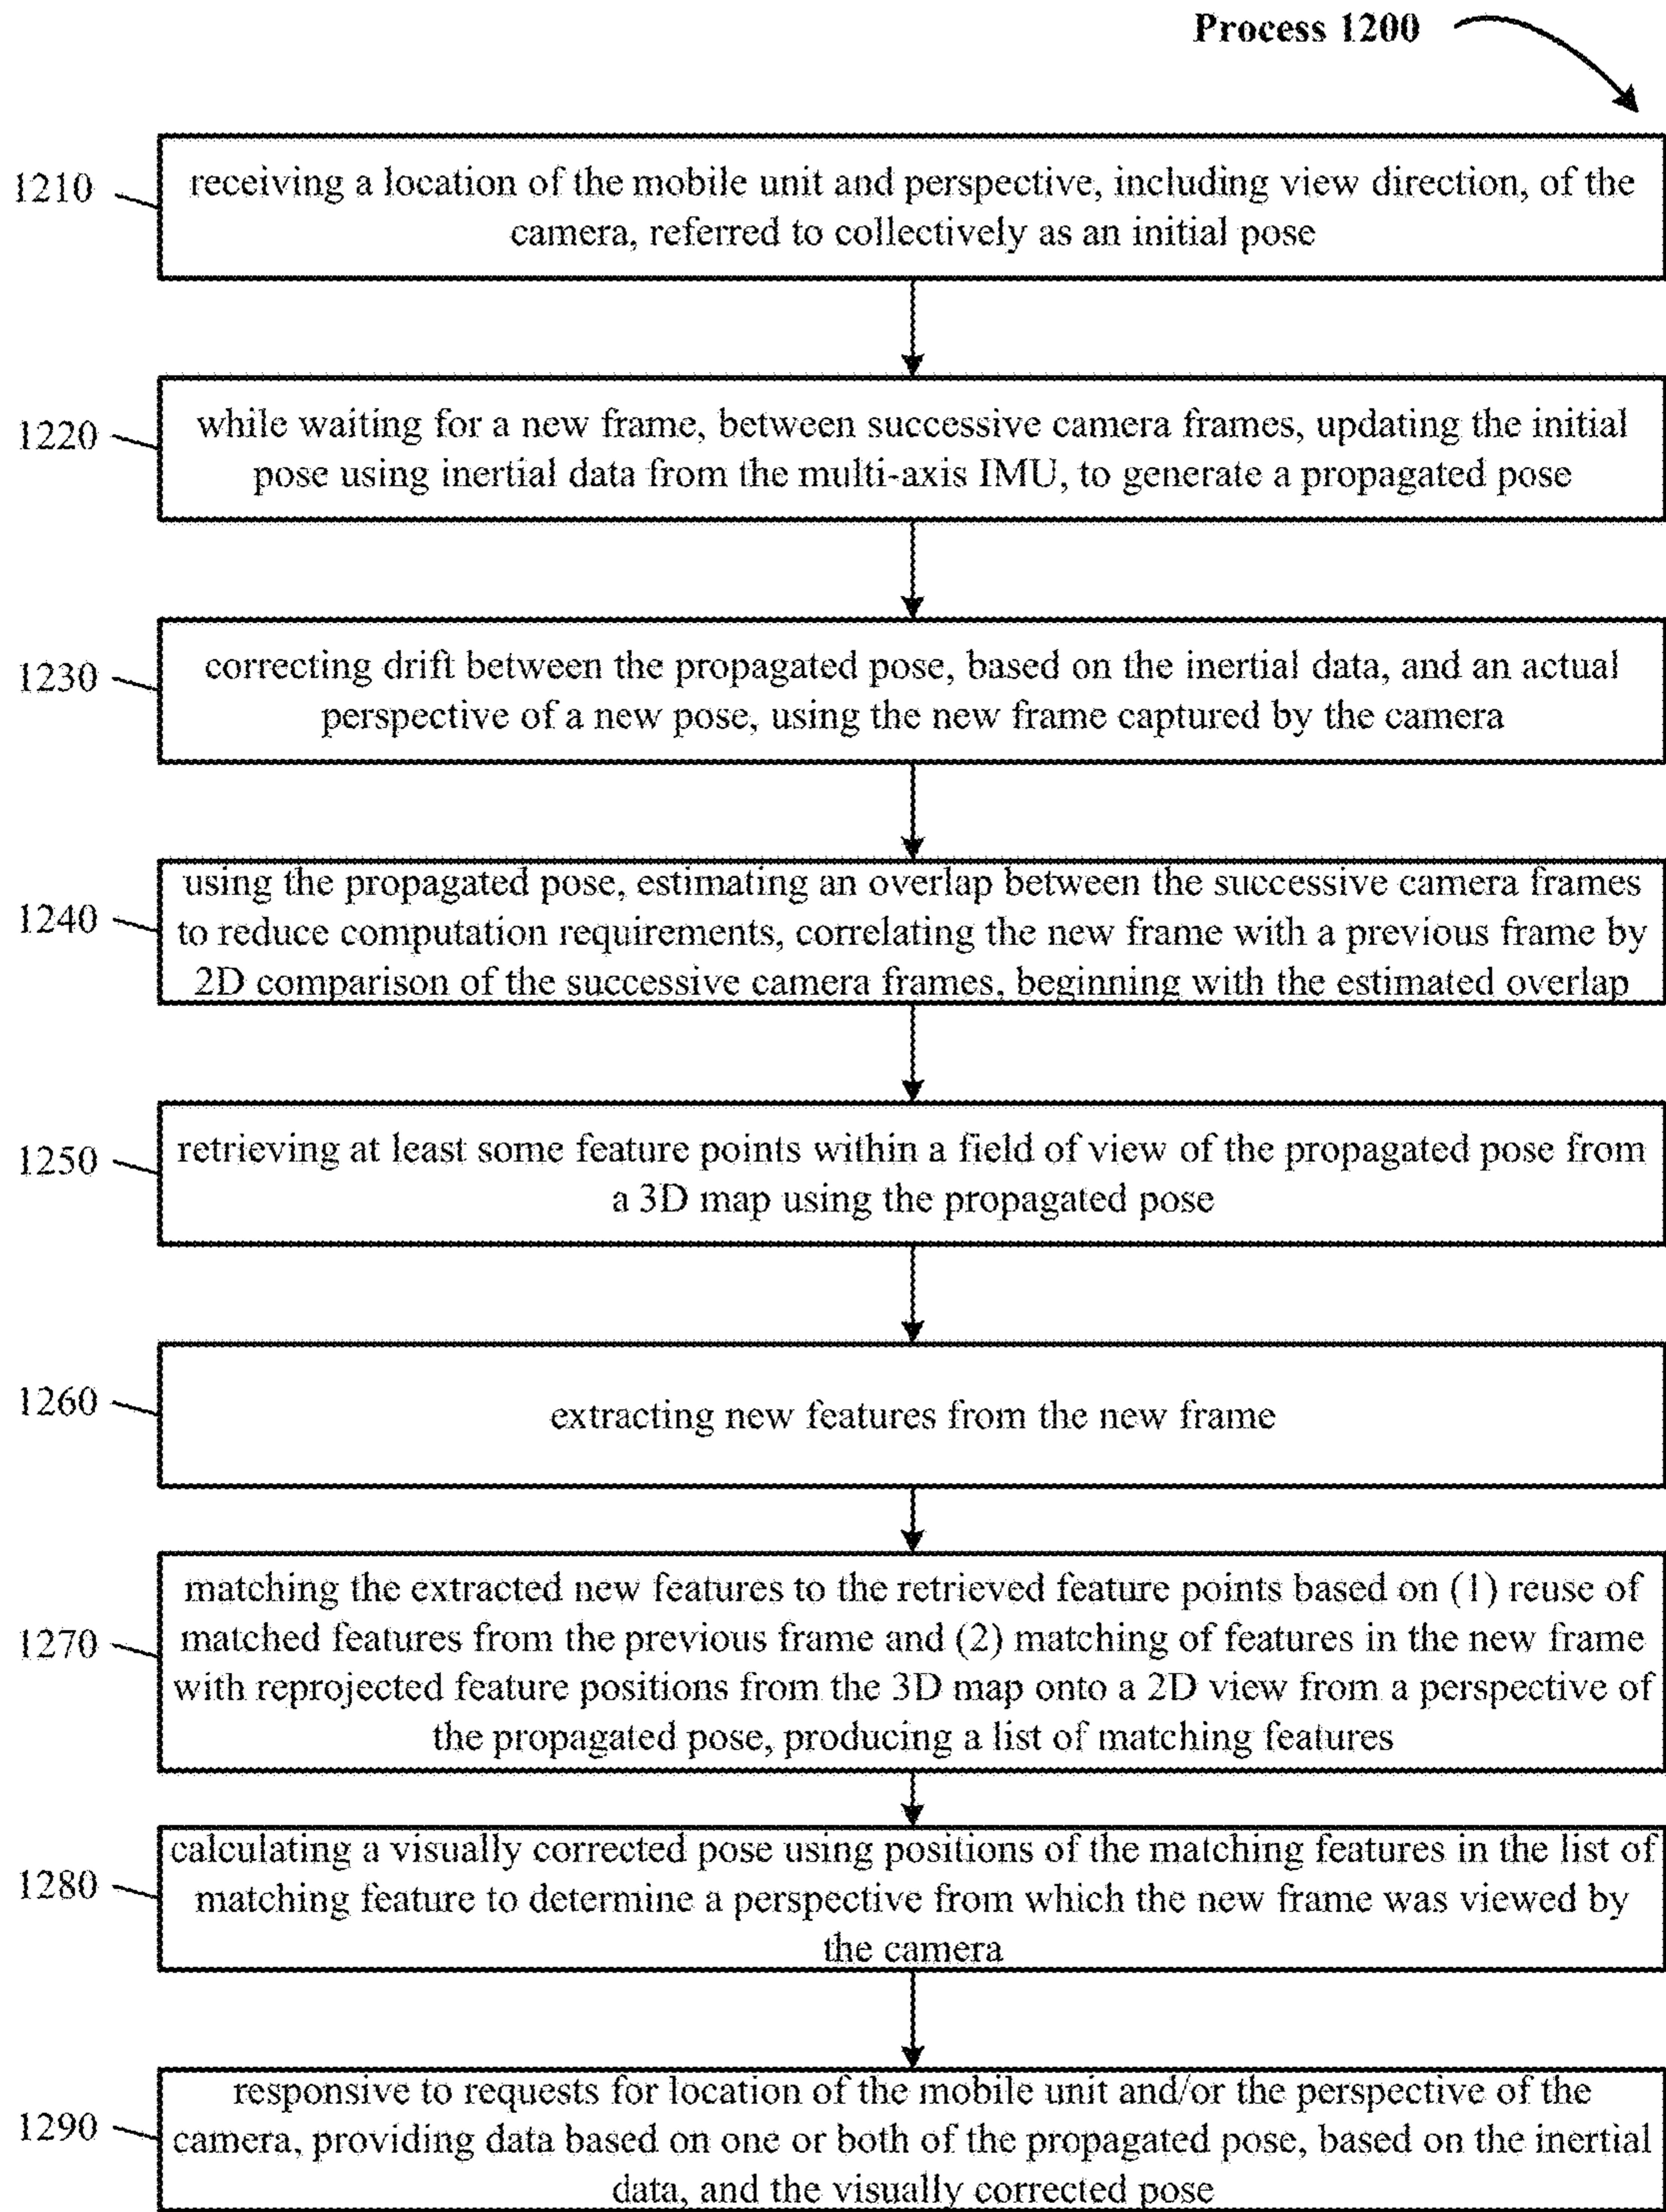 Process 1200
1210
receiving a location of the mobile unit and perspective, including view direction, of the
camera, referred to collectively as an initial pose
1220
while waiting for a new frame, between successive camera frames, updating the initial
pose using inertial data from the multi-axis IMU, to generate a propagated pose
1230
correcting drift between the propagated pose, based on the inertial data, and an actual
perspective of a new pose, using the new frame captured by the camera
1240
using the propagated pose, estimating an overlap between the successive camera frames
to reduce computation requirements, correlating the new frame with a previous frame by
2D comparison of the successive camera frames, beginning with the estimated overlap
1250
retrieving at least some feature points within a field of view of the propagated pose from
a 3D map using the propagated pose
1260
extracting new features from the new frame
1270
matching the extracted new features to the retrieved feature points based on (1) reuse of
matched features from the previous frame and (2) matching of features in the new frame
with reprojected feature positions from the 3D map onto a 2D view from a perspective of
the propagated pose, producing a list of matching features
1280
calculating a visually corrected pose using positions of the matching features in the list of
matching feature to determine a perspective from which the new frame was viewed by
the camera
1290
responsive to requests for location of the mobile unit and/or the perspective of the
camera, providing data based on one or both of the propagated pose, based on the inertial
data, and the visually corrected pose